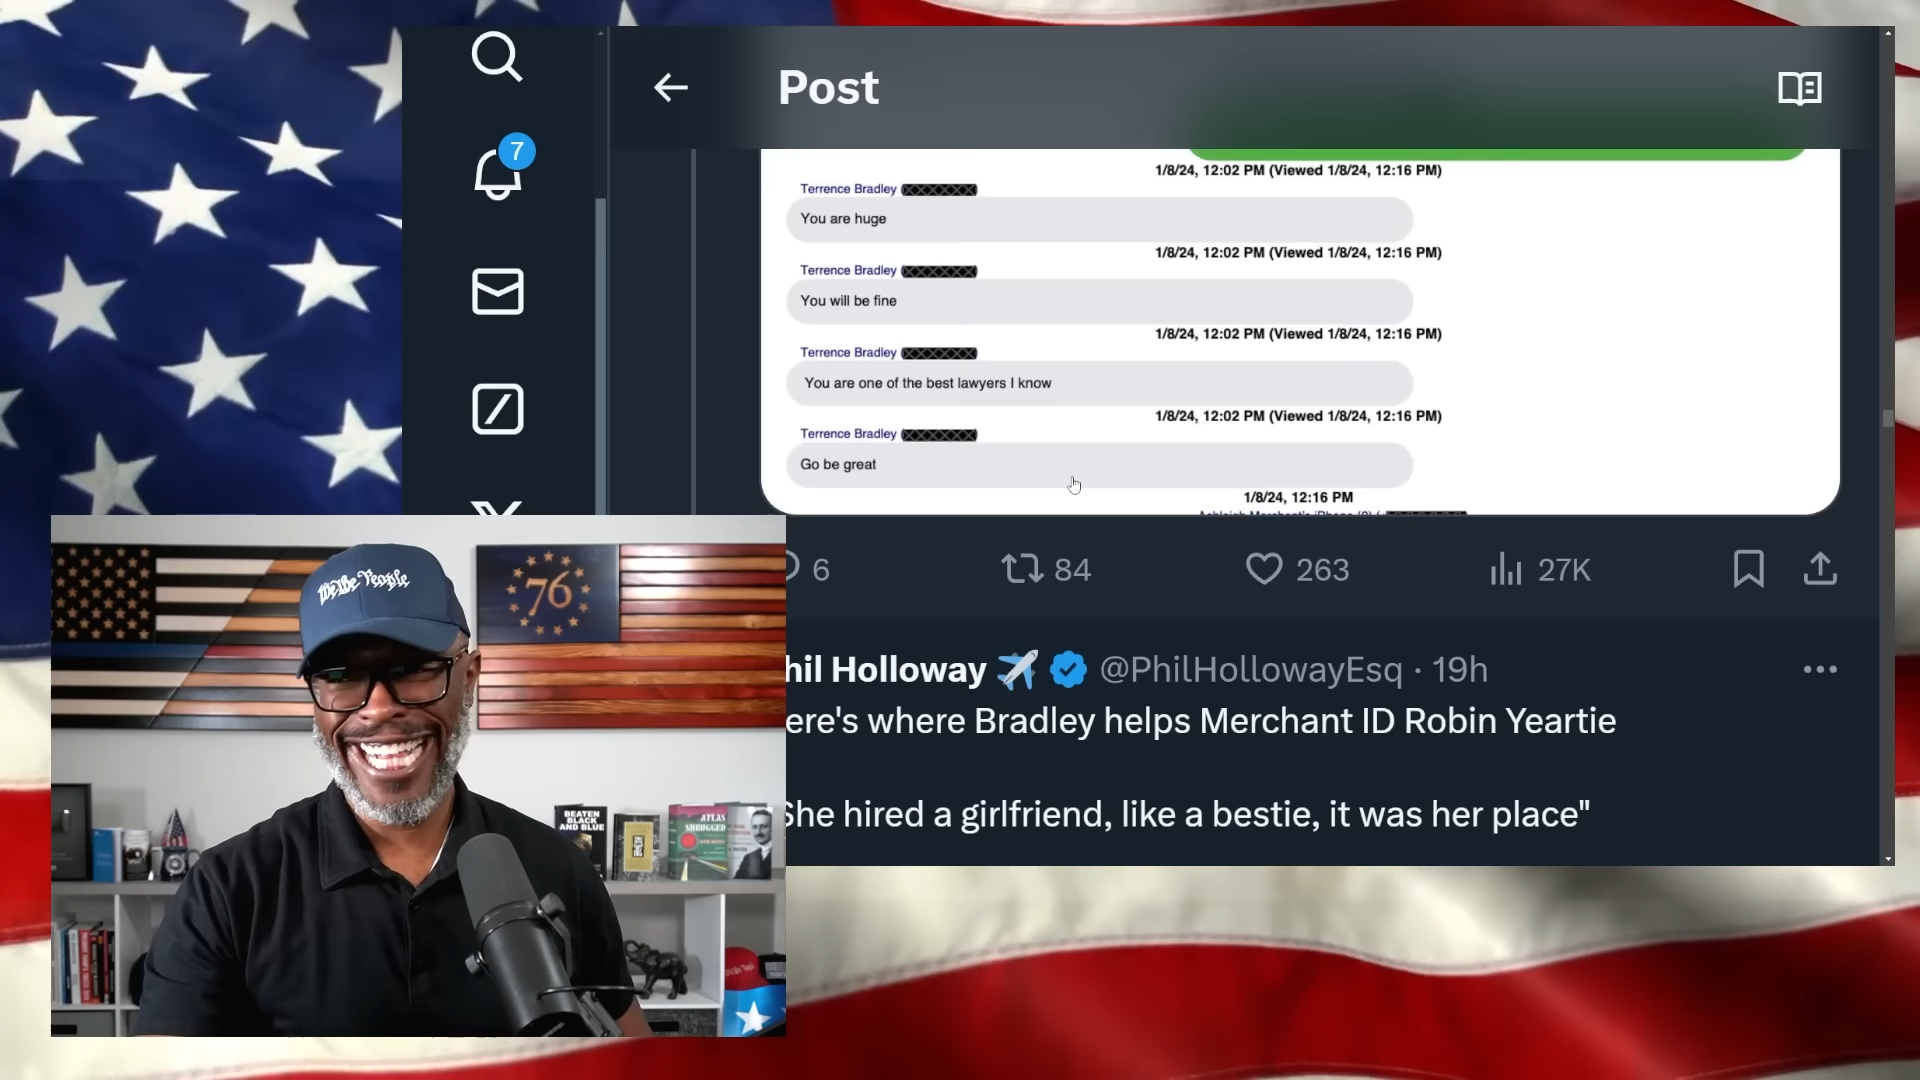 7
Post
1/8/24, 12:02 PM (Viewed 1/8/24, 12:16 PM)
Terrence Bradley
You are huge
1/8/24, 12:02 PM (Viewed 1/8/24, 12:16 PM)
Terrence Bradley
You will be fine
1/8/24, 12:02 PM (Viewed 1/8/24, 12:16 PM)
Terrence Bradley
You are one of the best lawyers I know
1/8/24, 12:02 PM (Viewed 1/8/24, 12:16 PM)
Terrence Bradley
Go be great
1/8/24, 12:16 PM
6
84
263
27K
hil Holloway @PhilHollowayEsq · 19h
ere's where Bradley helps Merchant ID Robin Yeartie
She hired a girlfriend, like a bestie, it was her place"
We the People
76
BEATEN
BLACK
AND BLUE
ATLAS
SHRUGGED